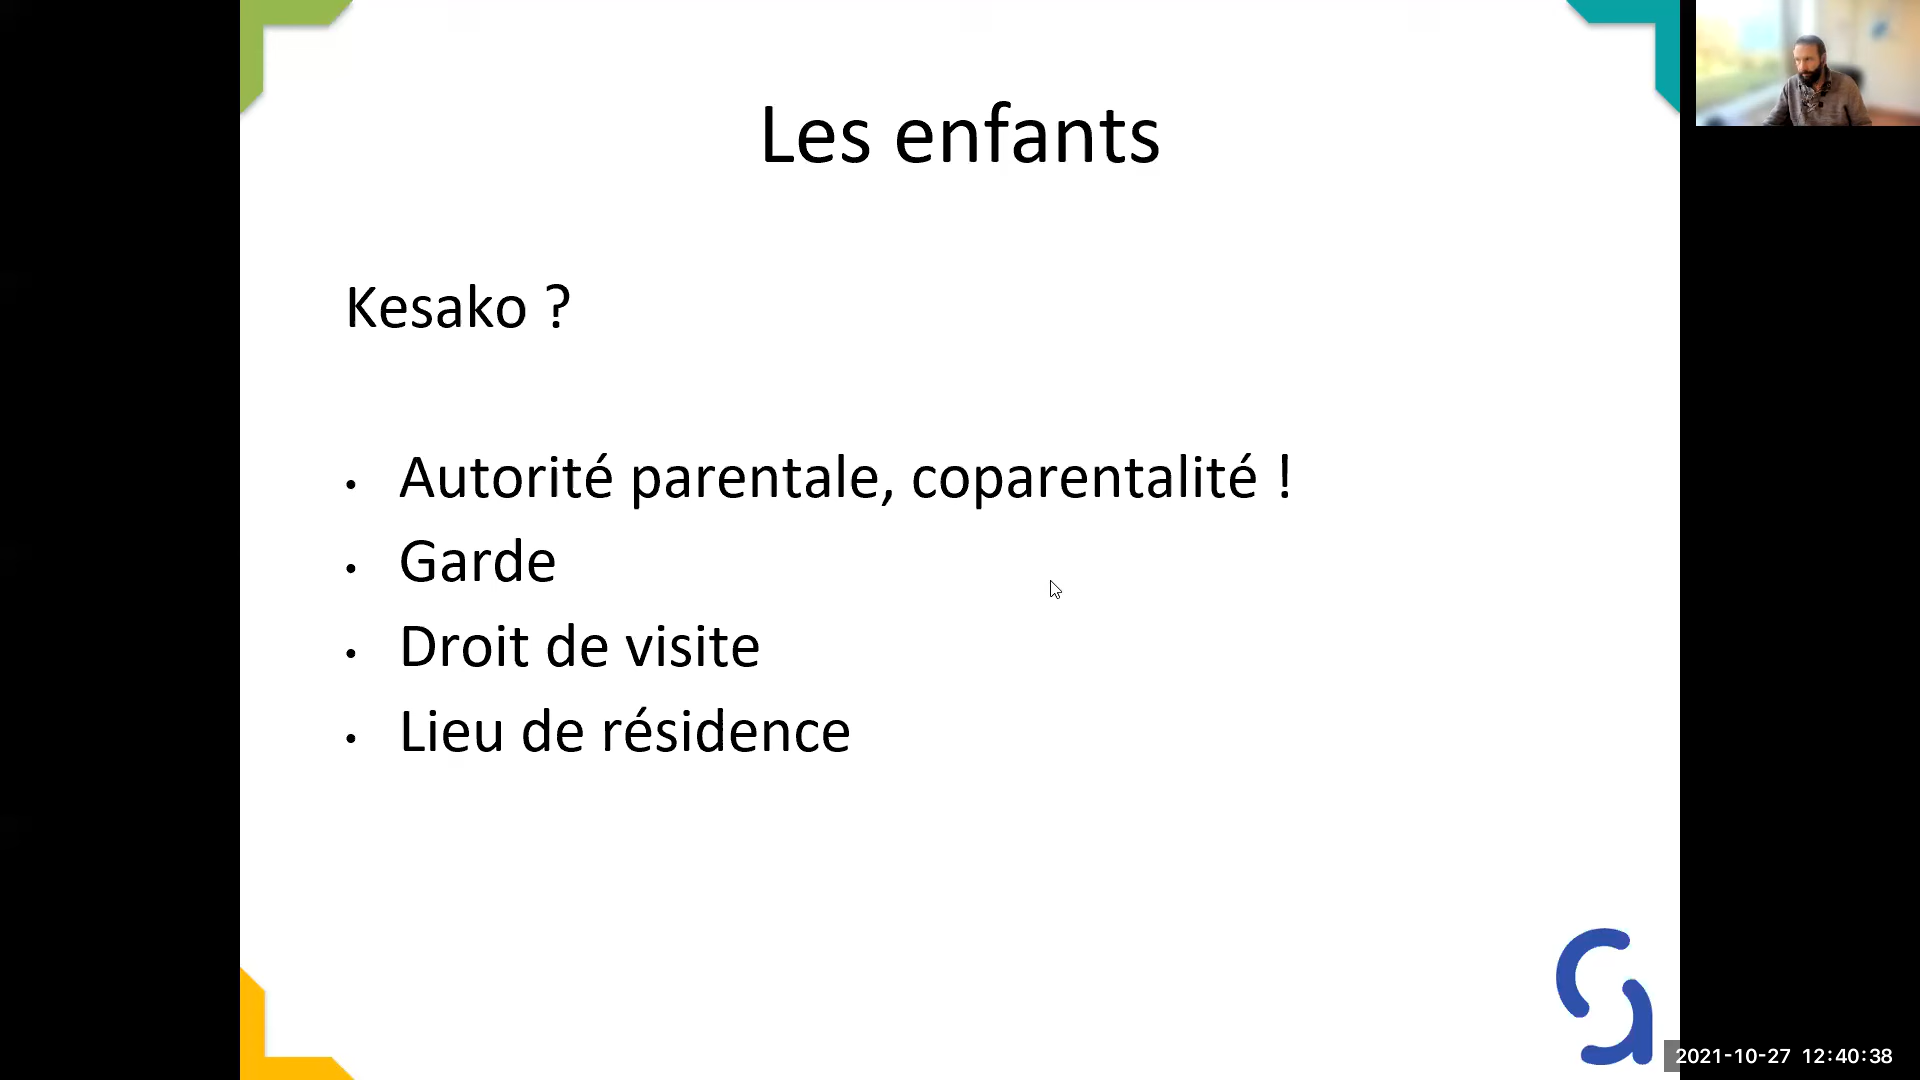 Les enfants
Kesako ?
• Autorité parentale, coparentalité !
• Garde
• Droit de visite
• Lieu de résidence
2021-10-27 12:40:38